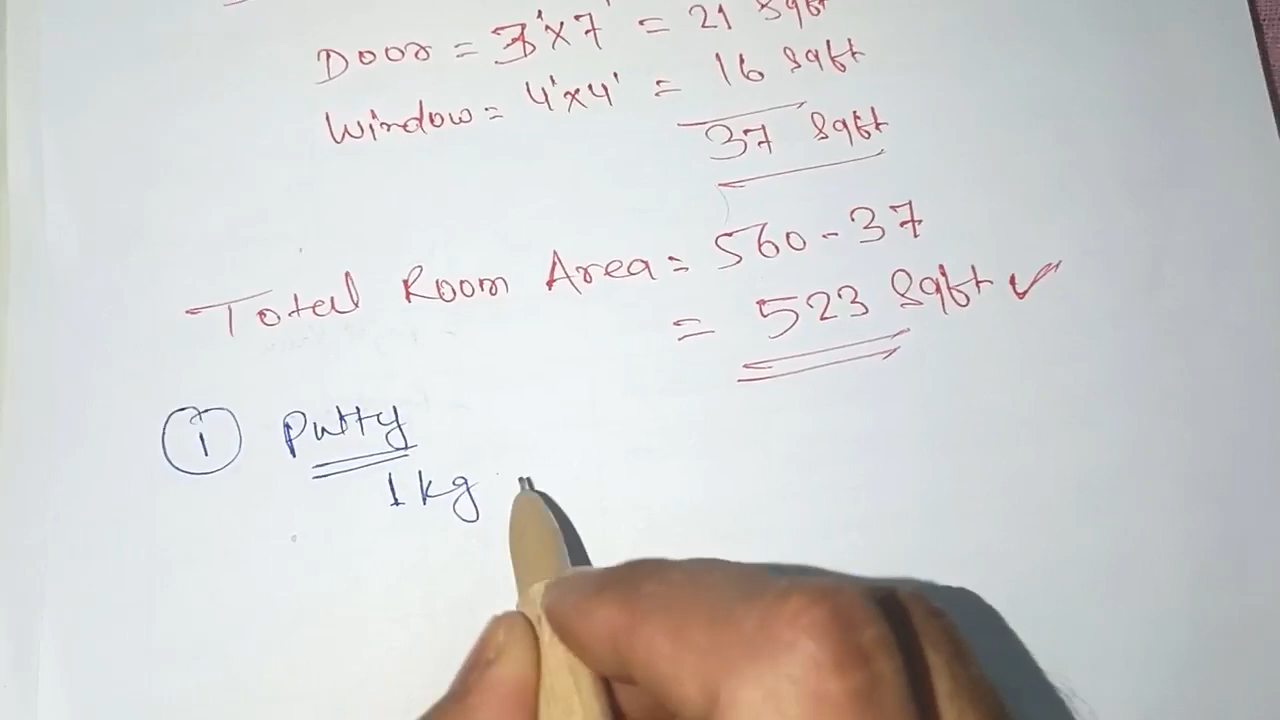 Door = 3'x7' = 21 Sqft
Window = 4'x4' = 16 Sqft
37 Sqft
Total Room Area = 560-37
= 523 Sqft ✓
1 Putty
1 kg